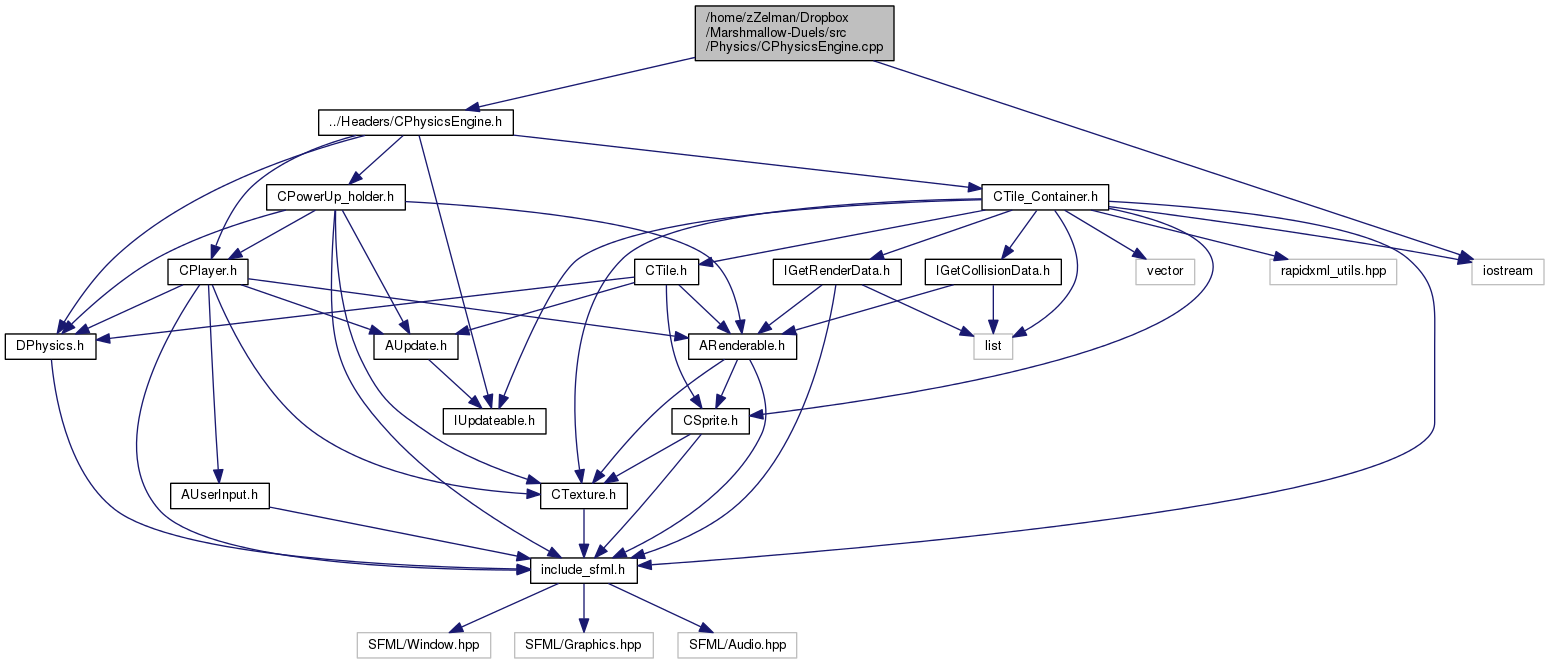 /home/zZelman/Dropbox
/Marshmallow-Duels/src
/Physics/CPhysicsEngine.cpp
../Headers/CPhysicsEngine.h
CPowerUp_holder.h
CTile_Container.h
CPlayer.h
CTile.h
IGetRenderData.h
IGetCollisionData.h
vector
rapidxml_utils.hpp
iostream
DPhysics.h
AUpdate.h
ARenderable.h
list
IUpdateable.h
CSprite.h
AUserInput.h
CTexture.h
include_sfml.h
SFML/Window.hpp
SFML/Graphics.hpp
SFML/Audio.hpp